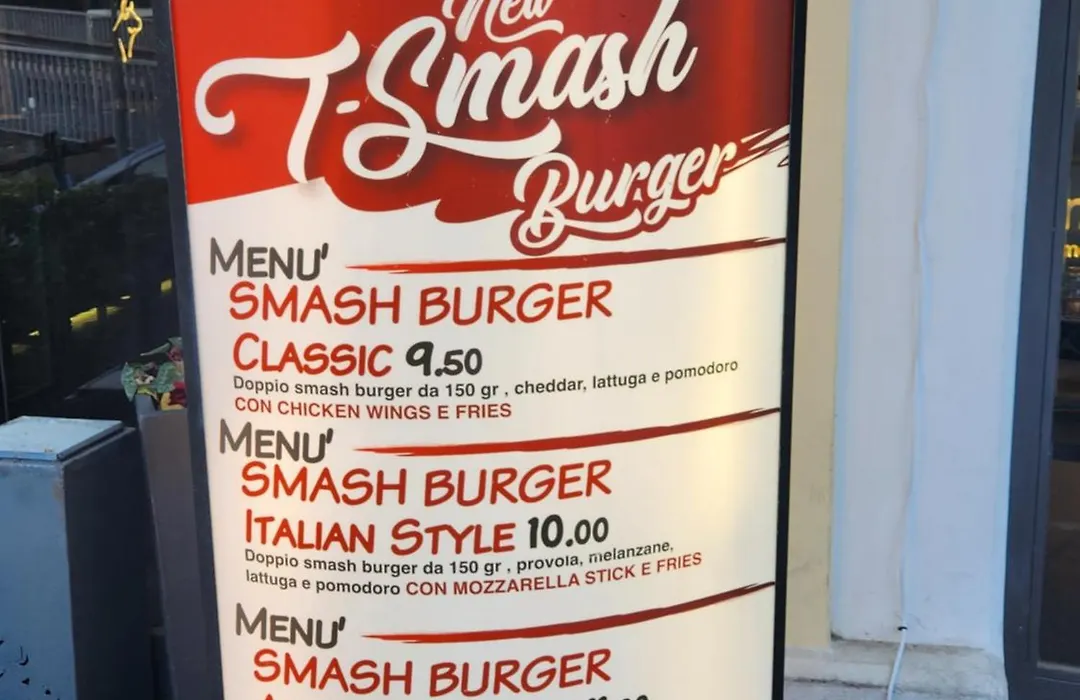 New
T-Smash
Burger
MENU'
SMASH BURGER
CLASSIC 9.50
Doppio smash burger da 150 gr , cheddar, lattuga e pomodoro
CON CHICKEN WINGS E FRIES
MENU'
SMASH BURGER
ITALIAN STYLE 10.00
Doppio smash burger da 150 gr , provola, melanzane,
lattuga e pomodoro CON MOZZARELLA STICK E FRIES
MENU'
SMASH BURGER